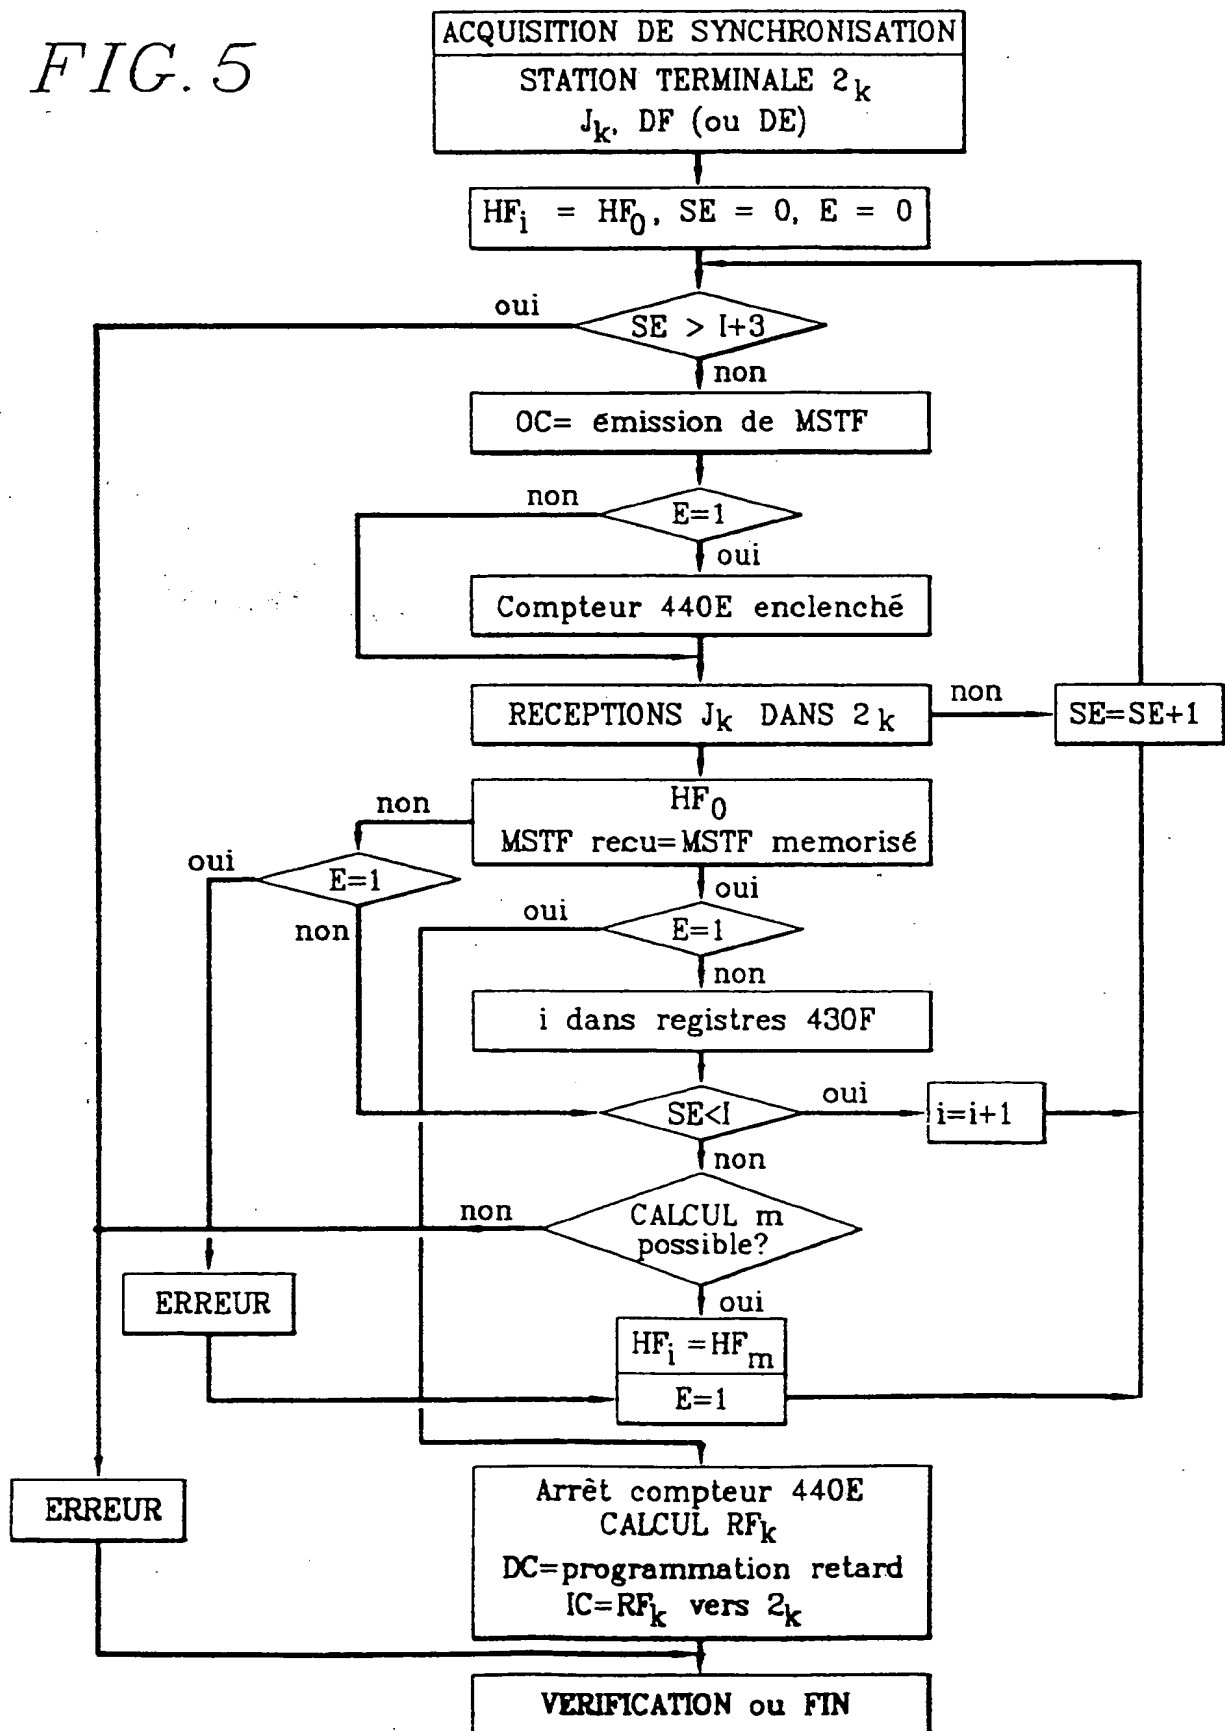 FIG. 5
ACQUISITION DE SYNCHRONISATION
STATION TERMINALE 2k
Jk, DF (ou DE)
HFi = HF0, SE = 0, E = 0
oui
SE > I+3
non
OC= émission de MSTF
non
E=1
oui
Compteur 440E enclenché
RECEPTIONS Jk DANS 2k
non
SE=SE+1
HF0
MSTF recu=MSTF memorisé
non
oui
E=1
non
oui
oui
E=1
non
i dans registres 430F
SE<I
oui
i=i+1
non
CALCUL m
possible?
non
oui
ERREUR
HFi =HFm
E=1
ERREUR
Arrêt compteur 440E
CALCUL RFk
DC=programmation retard
IC=RFk vers 2k
VERIFICATION ou FIN